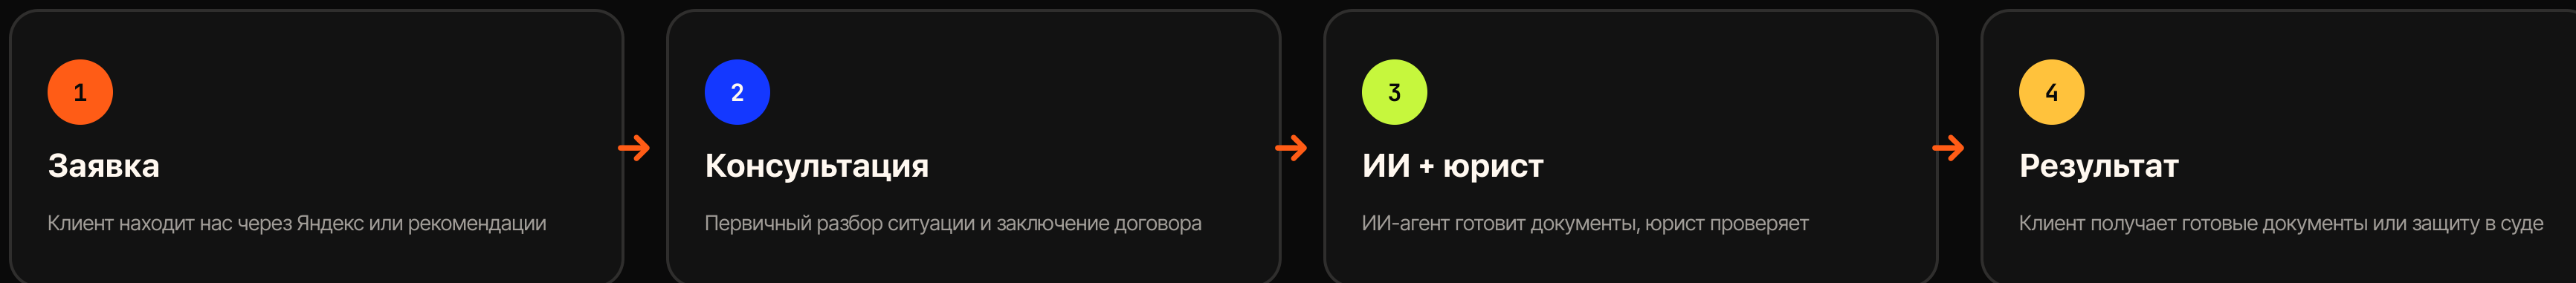 1
Заявка
Клиент находит нас через Яндекс или рекомендации
2
Консультация
Первичный разбор ситуации и заключение договора
3
ИИ + юрист
ИИ-агент готовит документы, юрист проверяет
4
Результат
Клиент получает готовые документы или защиту в суде